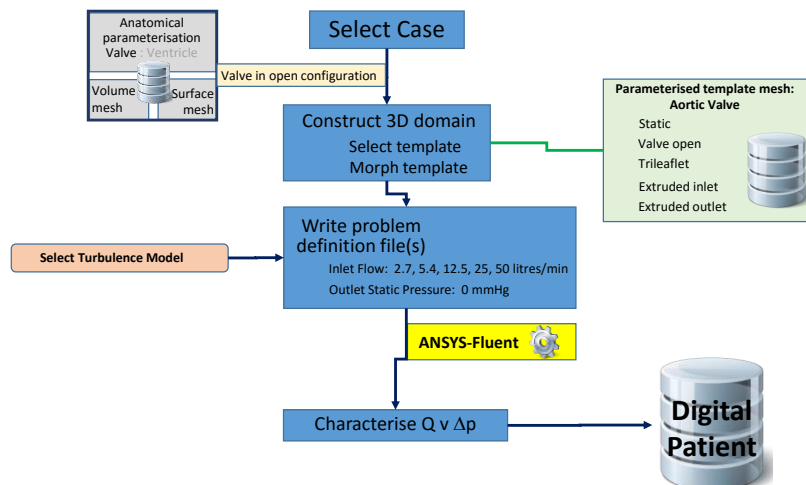 Anatomical
parameterisation
Valve : Ventricle
Volume
mesh
Surface
mesh
Select Case
Valve in open configuration
Construct 3D domain
Select template
Morph template
Parameterised template mesh:
Aortic Valve
Static
Valve open
Trileaflet
Extruded inlet
Extruded outlet
Write problem
definition file(s)
Inlet Flow: 2.7, 5.4, 12.5, 25, 50 litres/min
Outlet Static Pressure: 0 mmHg
Select Turbulence Model
ANSYS-Fluent
Characterise Q v Δp
Digital
Patient